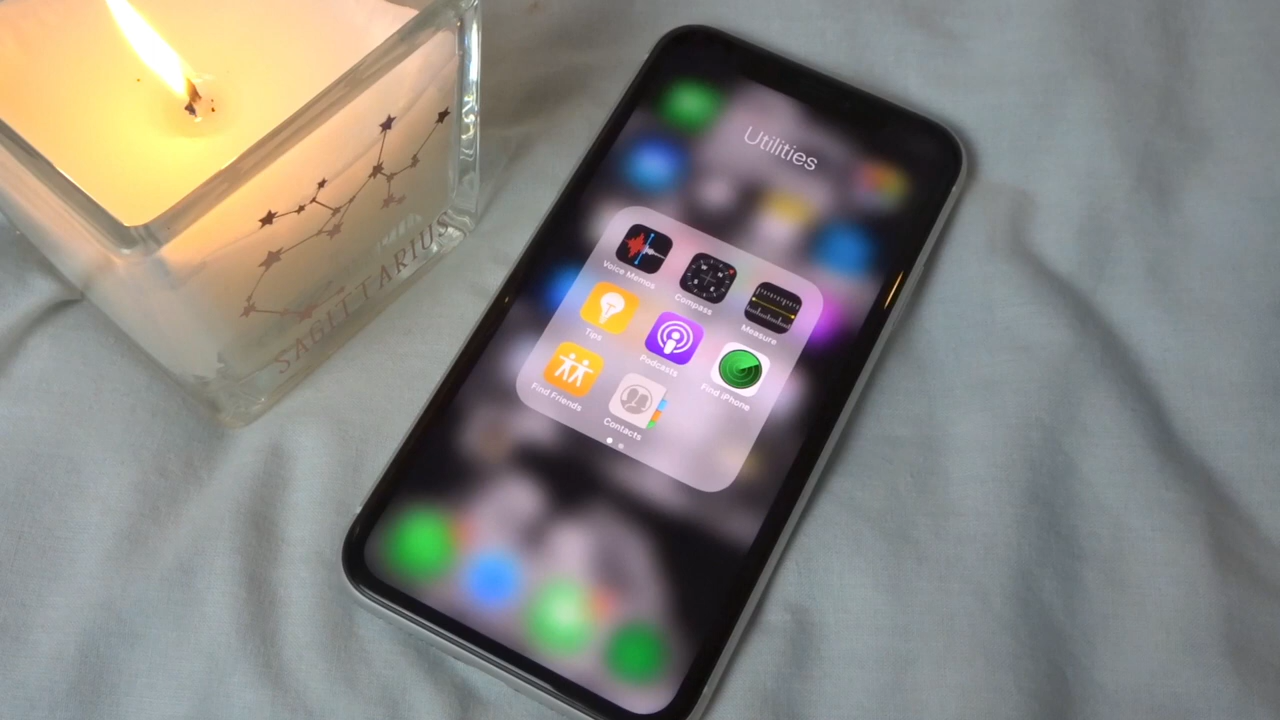 SAGITTARIUS
Utilities
Voice Memos
Compass
Measure
Tips
Podcasts
Find iPhone
Find Friends
Contacts